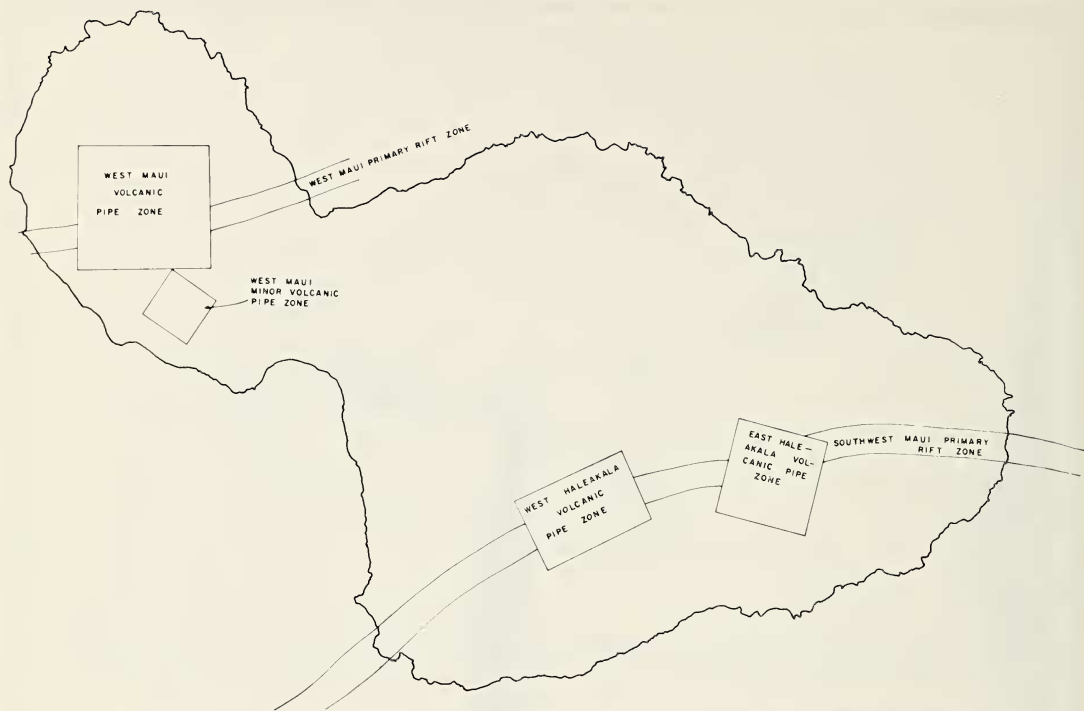 WEST MAUI PRIMARY RIFT ZONE
WEST MAUI
VOLCANIC
PIPE ZONE
WEST MAUI
MINOR VOLCANIC
PIPE ZONE
EAST HALE-
AKALA VOL-
CANIC PIPE
ZONE
SOUTHWEST MAUI PRIMARY
RIFT ZONE
WEST HALEAKALA
VOLCANIC
PIPE ZONE